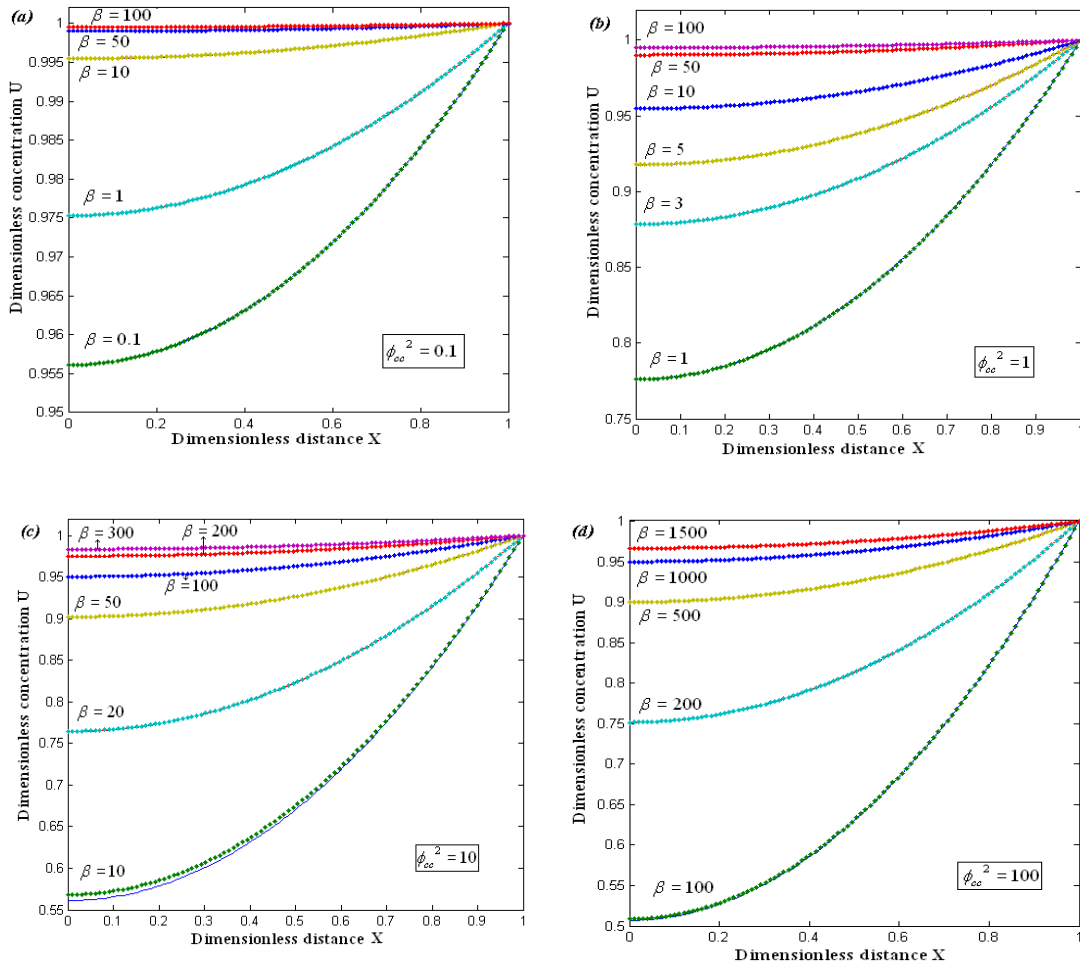 (a)
Dimensionless concentration U
1
0.995
0.99
0.985
0.98
0.975
0.97
0.965
0.96
0.955
0.95
β = 100
β = 50
β = 10
β = 1
β = 0.1
ϕcc² = 0.1
0 0.2 0.4 0.6 0.8 1
Dimensionless distance X
(b)
Dimensionless concentration U
1
0.95
0.9
0.85
0.8
0.75
β = 100
β = 50
β = 10
β = 5
β = 3
β = 1
ϕcc² = 1
0 0.1 0.2 0.3 0.4 0.5 0.6 0.7 0.8 0.9 1
Dimensionless distance X
(c)
Dimensionless concentration U
1
0.95
0.9
0.85
0.8
0.75
0.7
0.65
0.6
0.55
β = 300
β = 200
β = 100
β = 50
β = 20
β = 10
ϕcc² = 10
0 0.1 0.2 0.3 0.4 0.5 0.6 0.7 0.8 0.9 1
Dimensionless distance X
(d)
Dimensionless concentration U
1
0.95
0.9
0.85
0.8
0.75
0.7
0.65
0.6
0.55
0.5
β = 1500
β = 1000
β = 500
β = 200
β = 100
ϕcc² = 100
0 0.2 0.4 0.6 0.8 1
Dimensionless distance X